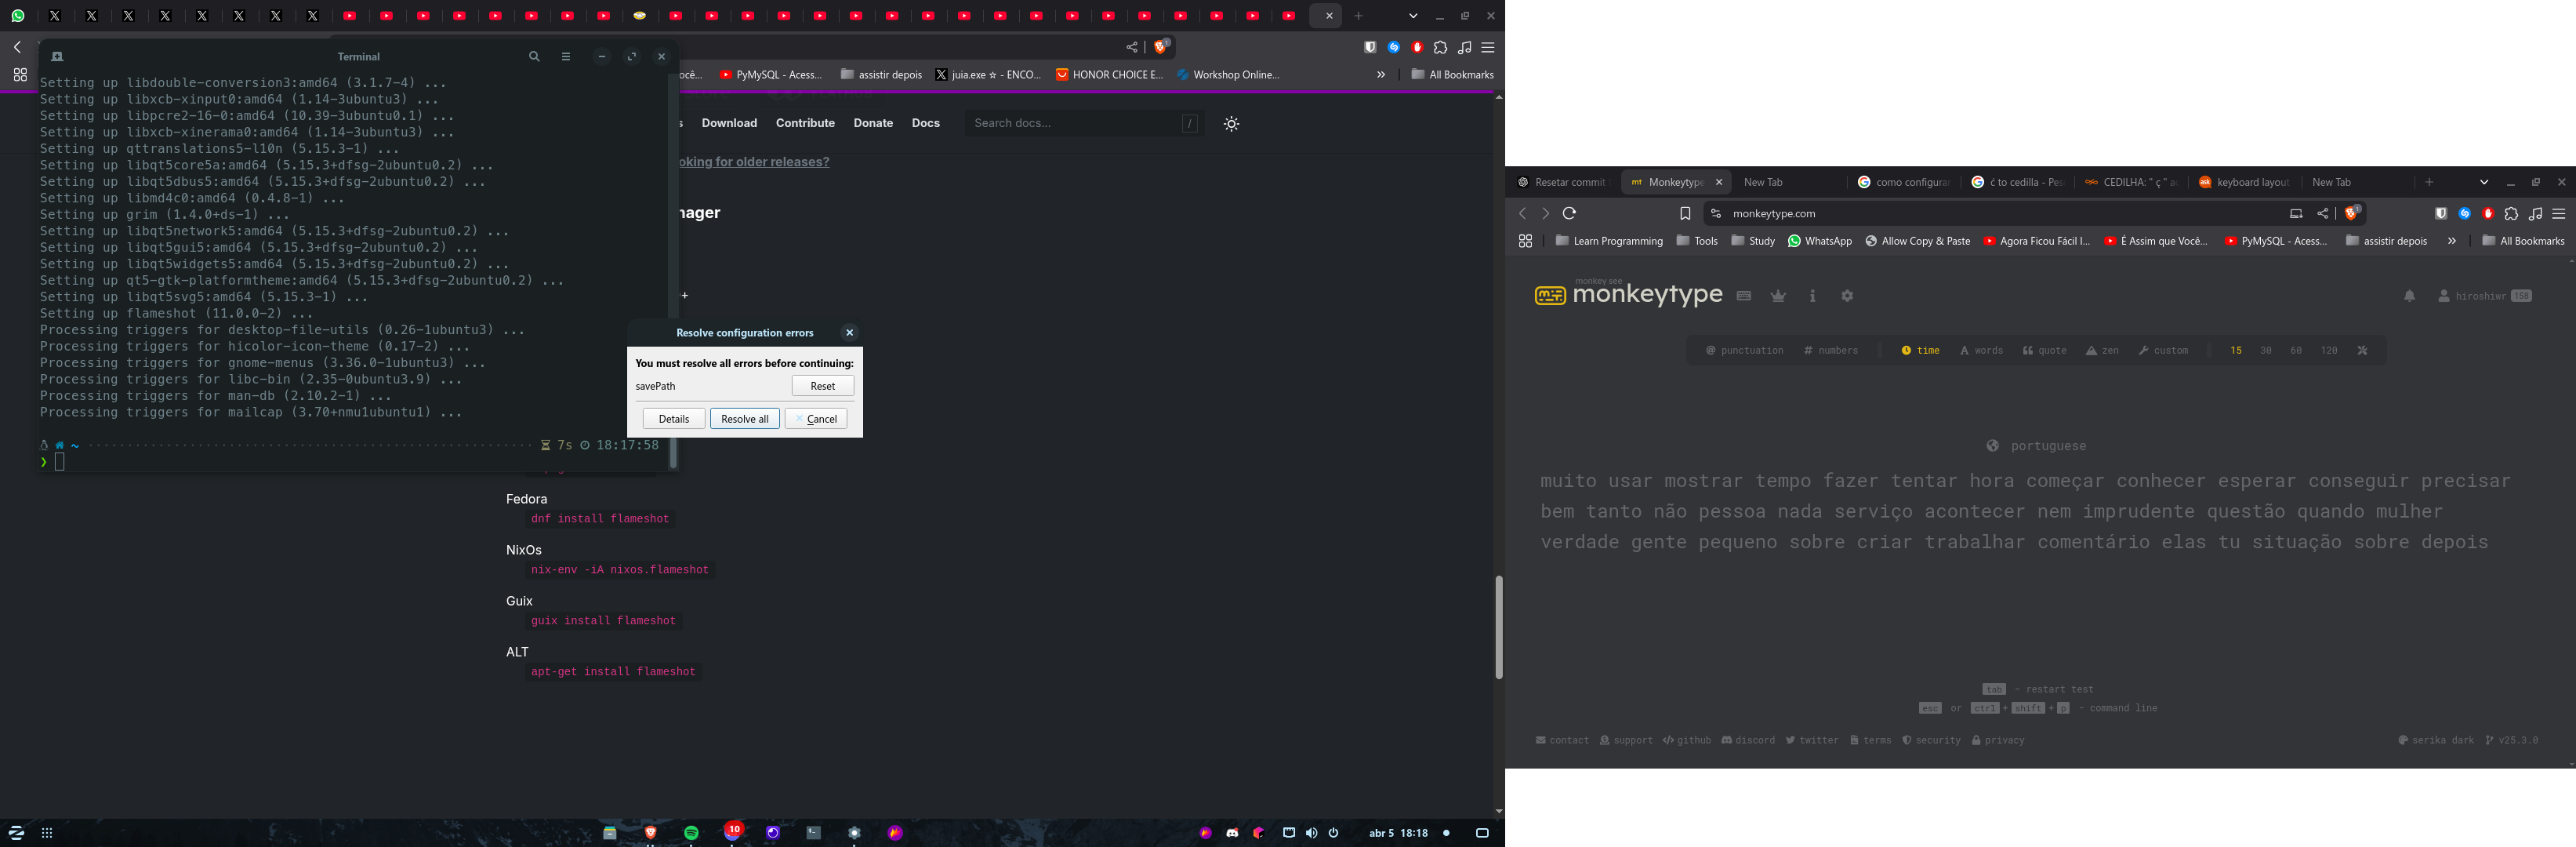 Terminal
Setting up libdouble-conversion3:amd64 (3.1.7-4) ...
Setting up libxcb-xinput0:amd64 (1.14-3ubuntu3) ...
Setting up libpcre2-16-0:amd64 (10.39-3ubuntu0.1) ...
Setting up libxcb-xinerama0:amd64 (1.14-3ubuntu3) ...
Setting up qttranslations5-l10n (5.15.3-1) ...
Setting up libqt5core5a:amd64 (5.15.3+dfsg-2ubuntu0.2) ...
Setting up libqt5dbus5:amd64 (5.15.3+dfsg-2ubuntu0.2) ...
Setting up libmd4c0:amd64 (0.4.8-1) ...
Setting up grim (1.4.0+ds-1) ...
Setting up libqt5network5:amd64 (5.15.3+dfsg-2ubuntu0.2) ...
Setting up libqt5gui5:amd64 (5.15.3+dfsg-2ubuntu0.2) ...
Setting up libqt5widgets5:amd64 (5.15.3+dfsg-2ubuntu0.2) ...
Setting up qt5-gtk-platformtheme:amd64 (5.15.3+dfsg-2ubuntu0.2) ...
Setting up libqt5svg5:amd64 (5.15.3-1) ...
Setting up flameshot (11.0.0-2) ...
Processing triggers for desktop-file-utils (0.26-1ubuntu3) ...
Processing triggers for hicolor-icon-theme (0.17-2) ...
Processing triggers for gnome-menus (3.36.0-1ubuntu3) ...
Processing triggers for libc-bin (2.35-0ubuntu3.9) ...
Processing triggers for man-db (2.10.2-1) ...
Processing triggers for mailcap (3.70+nmu1ubuntu1) ...
~ 7s 18:17:58
❯
ocê... PyMySQL - Acess... assistir depois juia.exe ☆ - ENCO... HONOR CHOICE E... Workshop Online... » All Bookmarks
s Download Contribute Donate Docs Search docs... /
oking for older releases?
nager
+
Resolve configuration errors
You must resolve all errors before continuing:
savePath Reset
Details Resolve all Cancel
Fedora
dnf install flameshot
NixOs
nix-env -iA nixos.flameshot
Guix
guix install flameshot
ALT
apt-get install flameshot
10
abr 5 18:18
Resetar commit Monkeytype New Tab como configurar ć to cedilla - Pes CEDILHA: " ç " a keyboard layout New Tab
monkeytype.com
Learn Programming Tools Study WhatsApp Allow Copy & Paste Agora Ficou Fácil I... É Assim que Você... PyMySQL - Acess... assistir depois » All Bookmarks
monkey see
monkeytype
hiroshiwr 155
@ punctuation # numbers time A words quote zen custom 15 30 60 120
portuguese
muito usar mostrar tempo fazer tentar hora começar conhecer esperar conseguir precisar
bem tanto não pessoa nada serviço acontecer nem imprudente questão quando mulher
verdade gente pequeno sobre criar trabalhar comentário elas tu situação sobre depois
tab - restart test
esc or ctrl + shift + p - command line
contact support github discord twitter terms security privacy serika dark v25.3.0